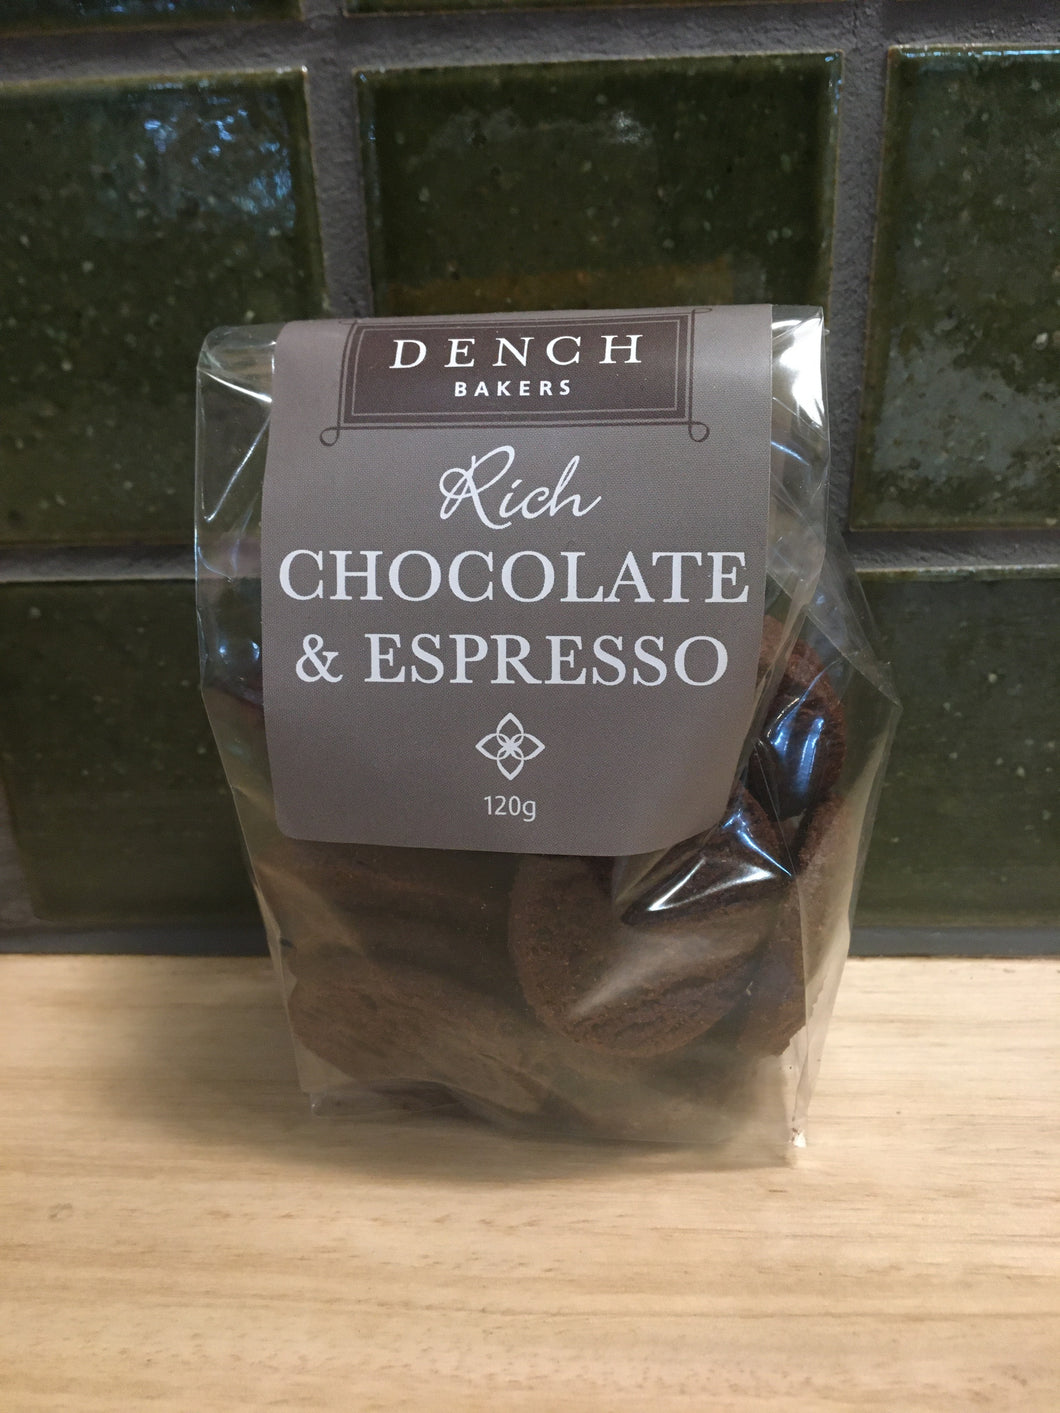 DENCH
BAKERS
Rich
CHOCOLATE
& ESPRESSO
120g